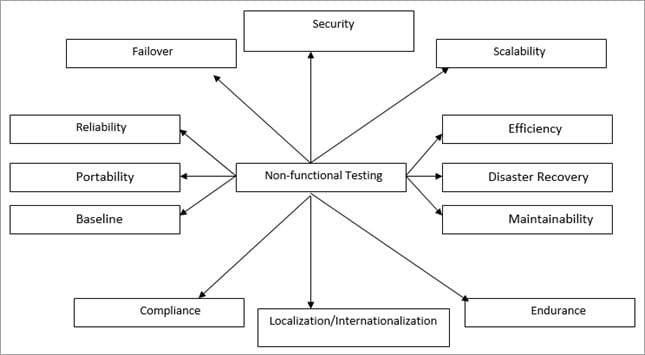 Security
Failover
Scalability
Reliability
Efficiency
Portability
Non-functional Testing
Disaster Recovery
Baseline
Maintainability
Compliance
Localization/Internationalization
Endurance